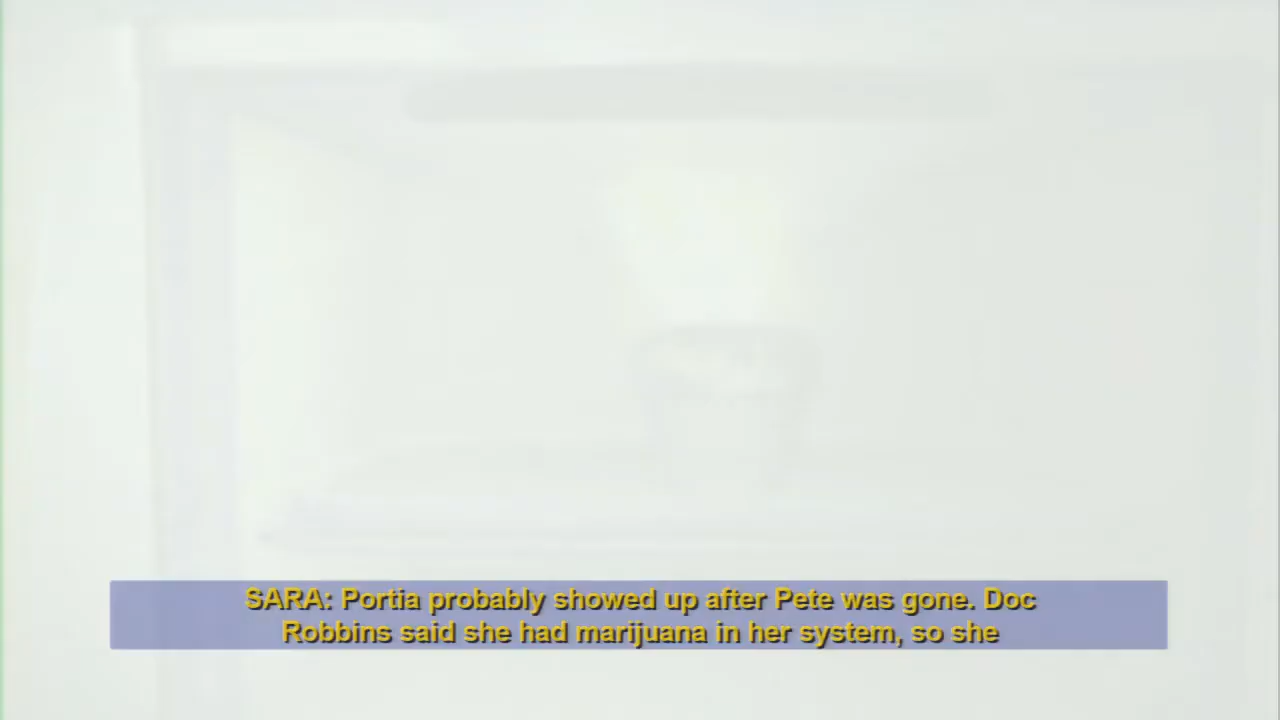 SARA: Portia probably showed up after Pete was gone. Doc
Robbins said she had marijuana in her system, so she